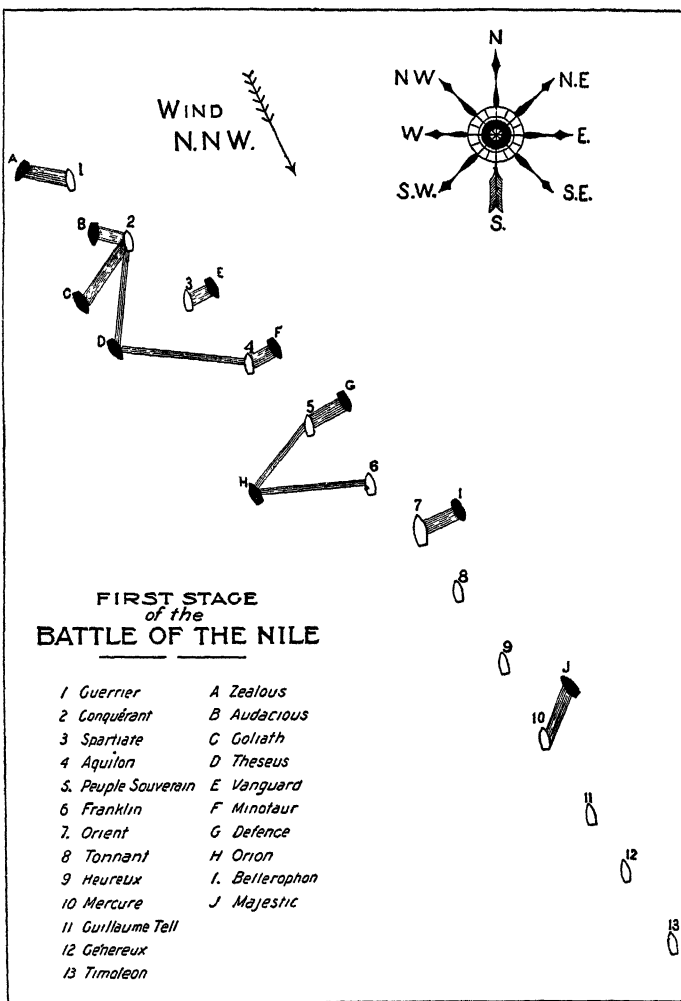 N
N W
N.E
WIND
N.N W.
W
E.
S.W.
S.E.
S.
A
1
B
2
C
3
E
D
4
F
G
5
H
6
7
I
8
9
J
10
11
12
13
FIRST STAGE
of the
BATTLE OF THE NILE
1 Guerrier
2 Conquérant
3 Spartiate
4 Aquilon
5. Peuple Souverain
6 Franklin
7. Orient
8 Tonnant
9 Heureux
10 Mercure
11 Guillaume Tell
12 Généreux
13 Timoleon
A Zealous
B Audacious
C Goliath
D Theseus
E Vanguard
F Minotaur
G Defence
H Orion
I. Bellerophon
J Majestic